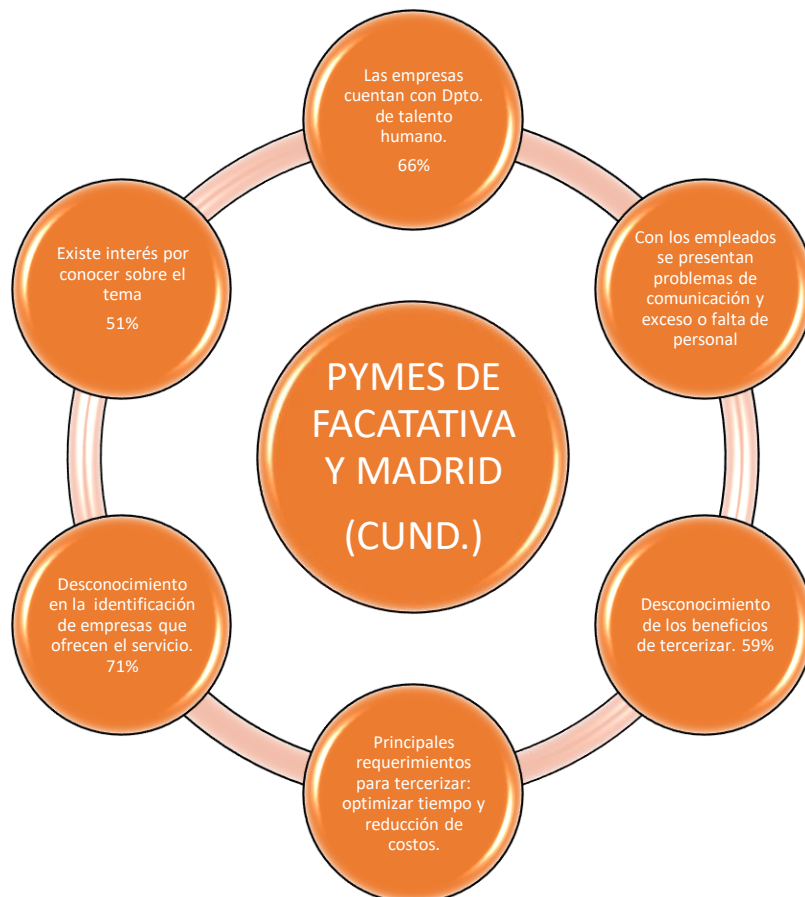 Las empresas
cuentan con Dpto.
de talento
humano.
66%
Con los empleados
se presentan
problemas de
comunicación y
exceso o falta de
personal
Desconocimiento
de los beneficios
de tercerizar. 59%
Principales
requerimientos
para tercerizar:
optimizar tiempo y
reducción de
costos.
Desconocimiento
en la identificación
de empresas que
ofrecen el servicio.
71%
Existe interés por
conocer sobre el
tema
51%
PYMES DE
FACATATIVA
Y MADRID
(CUND.)